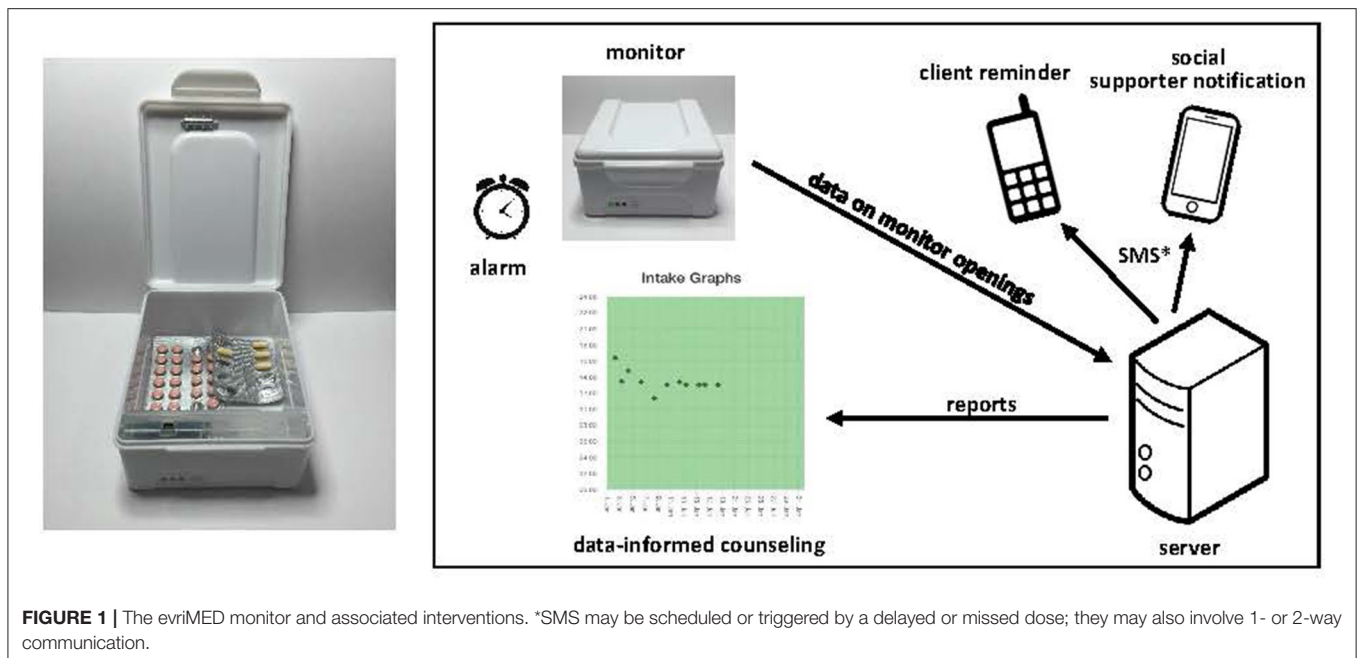 monitor
client reminder
social
supporter notification
alarm
data on monitor openings
SMS*
Intake Graphs
reports
data-informed counseling
server
FIGURE 1 | The evriMED monitor and associated interventions. *SMS may be scheduled or triggered by a delayed or missed dose; they may also involve 1- or 2-way
communication.